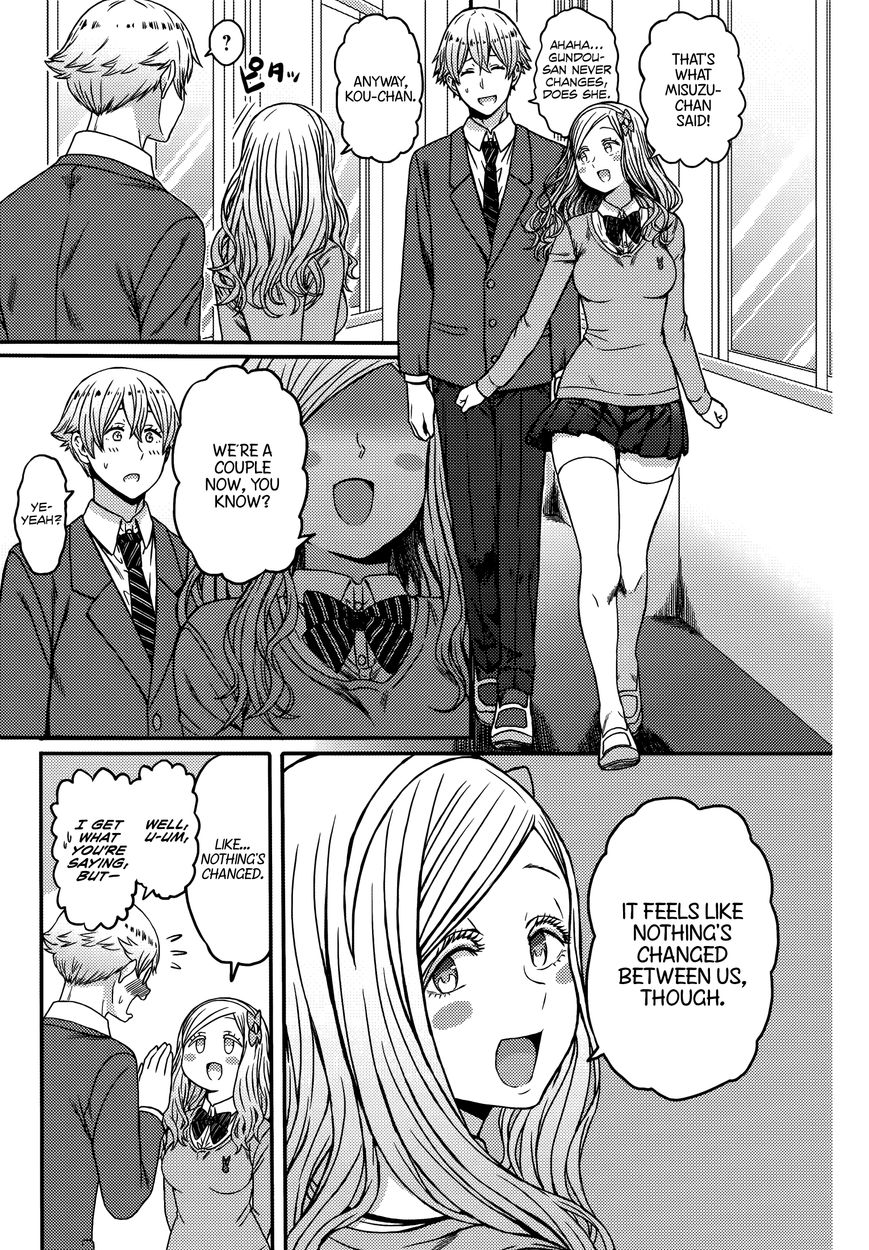 THAT'S
WHAT
MISUZU-
CHAN
SAID!
AHAHA...
GUNDOU-
SAN NEVER
CHANGES,
DOES SHE.
ANYWAY,
KOU-CHAN.
ピタッ
?
WE'RE A
COUPLE
NOW, YOU
KNOW?
YE-
YEAH?
IT FEELS LIKE
NOTHING'S
CHANGED
BETWEEN US,
THOUGH.
LIKE...
NOTHING'S
CHANGED.
WELL,
U-UM,
I GET
WHAT
YOU'RE
SAYING,
BUT—